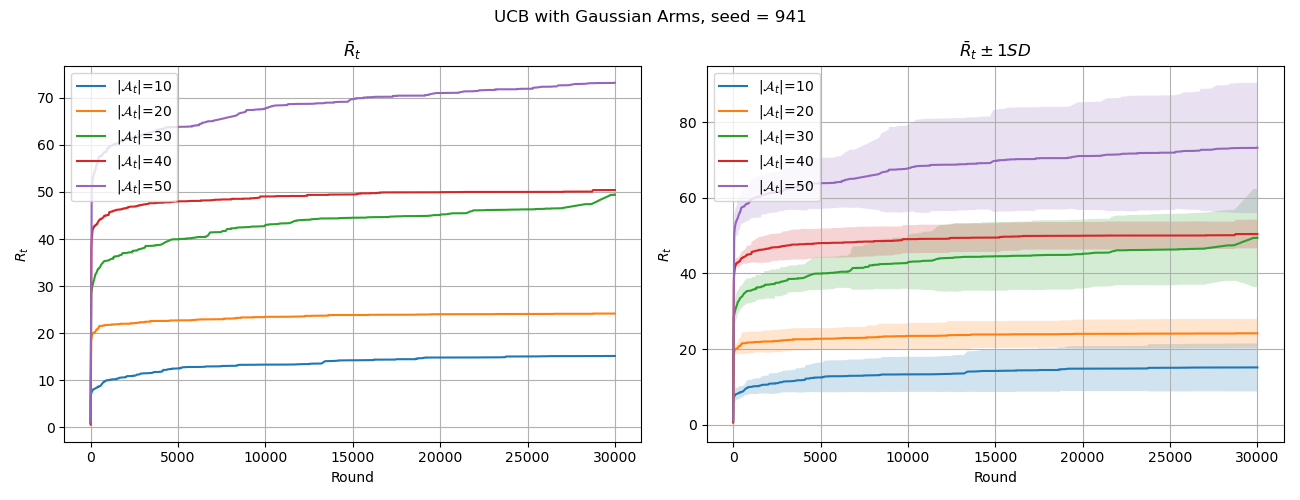 UCB with Gaussian Arms, seed = 941
R̄ₜ
|𝒜ₜ|=10
|𝒜ₜ|=20
|𝒜ₜ|=30
|𝒜ₜ|=40
|𝒜ₜ|=50
70
60
50
40
30
20
10
0
Rₜ
0 5000 10000 15000 20000 25000 30000
Round
R̄ₜ ± 1SD
|𝒜ₜ|=10
|𝒜ₜ|=20
|𝒜ₜ|=30
|𝒜ₜ|=40
|𝒜ₜ|=50
80
60
40
20
0
Rₜ
0 5000 10000 15000 20000 25000 30000
Round